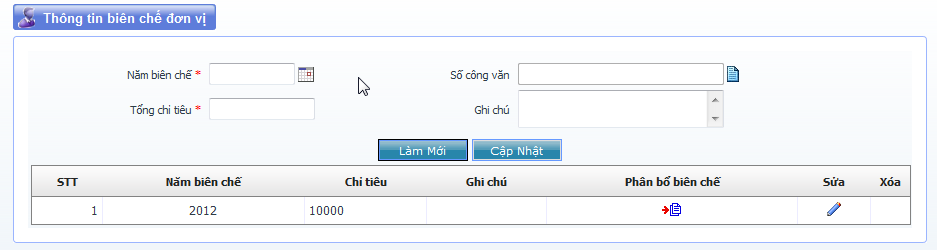 Thông tin biên chế đơn vị
Năm biên chế *
Số công văn
Tổng chỉ tiêu *
Ghi chú
Làm Mới
Cập Nhật
STT Năm biên chế Chỉ tiêu Ghi chú Phân bổ biên chế Sửa Xóa
1 2012 10000